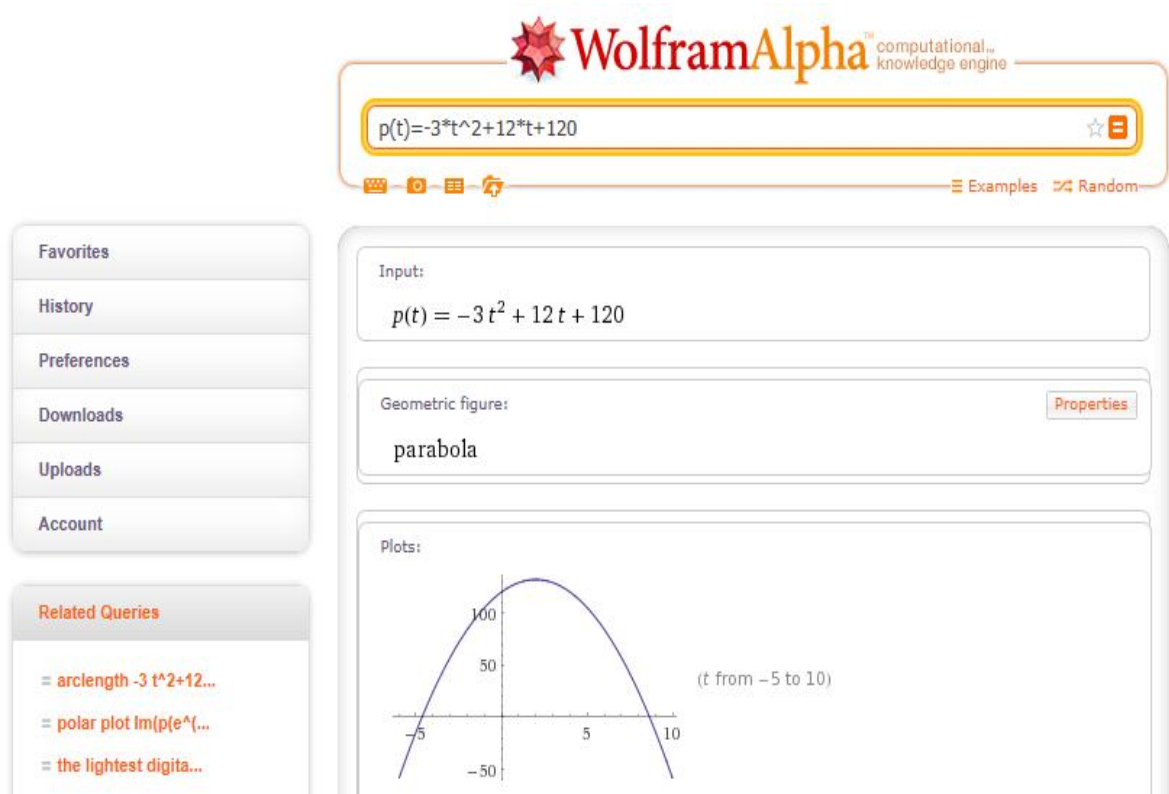 WolframAlpha™ computational... knowledge engine
p(t)=-3*t^2+12*t+120
Examples Random
Favorites
History
Preferences
Downloads
Uploads
Account
Related Queries
= arclength -3 t^2+12...
= polar plot Im(p(e^(...
= the lightest digita...
Input:
p(t) = −3 t² + 12 t + 120
Geometric figure:
Properties
parabola
Plots:
100
50
−5 5 10
−50
(t from −5 to 10)